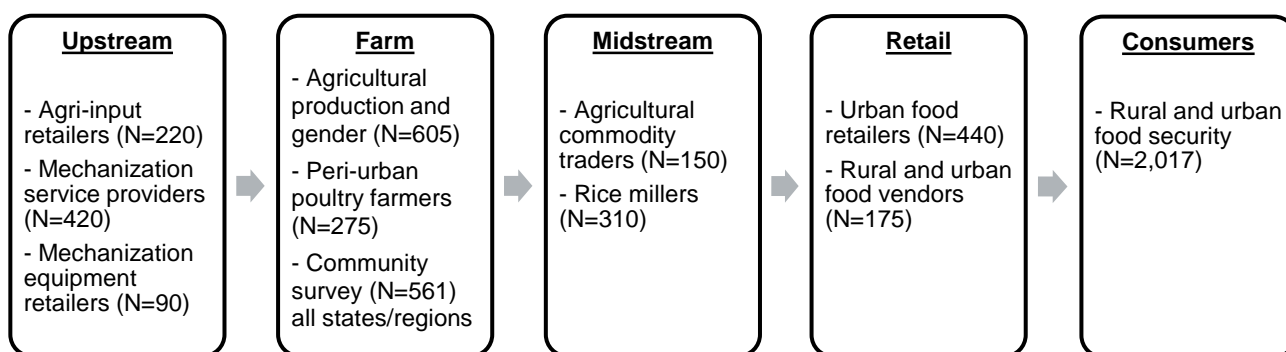 Upstream
- Agri-input
retailers (N=220)
- Mechanization
service providers
(N=420)
- Mechanization
equipment
retailers (N=90)
Farm
- Agricultural
production and
gender (N=605)
- Peri-urban
poultry farmers
(N=275)
- Community
survey (N=561)
all states/regions
Midstream
- Agricultural
commodity
traders (N=150)
- Rice millers
(N=310)
Retail
- Urban food
retailers (N=440)
- Rural and urban
food vendors
(N=175)
Consumers
- Rural and urban
food security
(N=2,017)